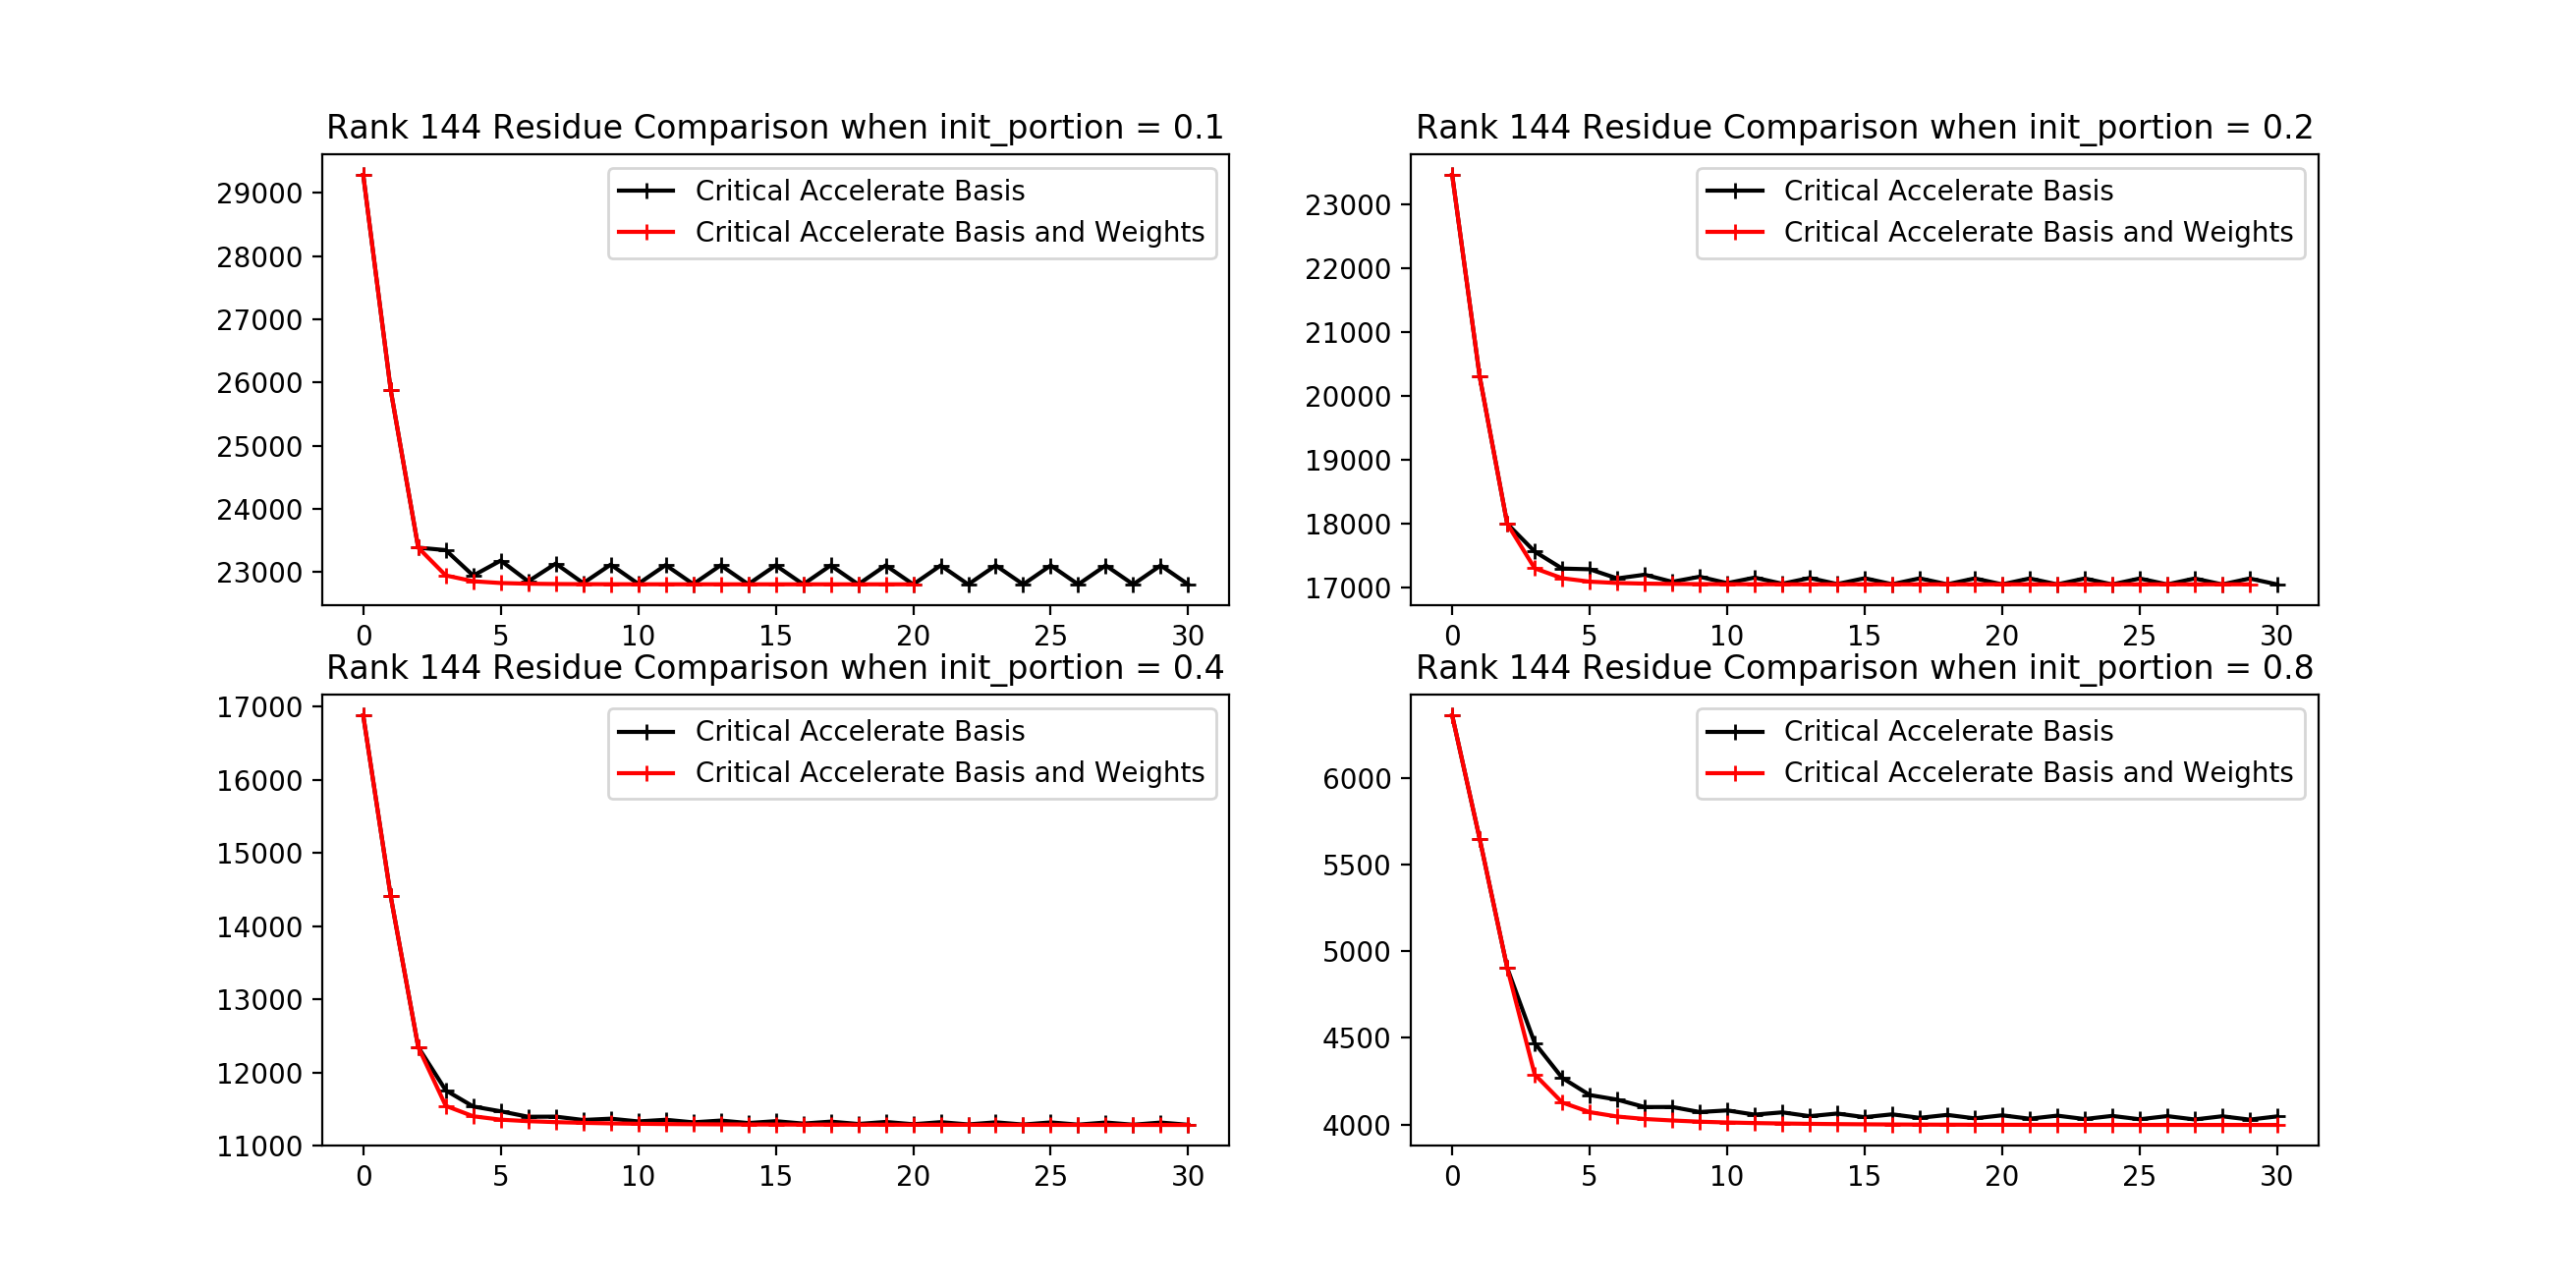 Rank 144 Residue Comparison when init_portion = 0.1
29000
28000
27000
26000
25000
24000
23000
Critical Accelerate Basis
Critical Accelerate Basis and Weights
0 5 10 15 20 25 30
Rank 144 Residue Comparison when init_portion = 0.2
23000
22000
21000
20000
19000
18000
17000
Critical Accelerate Basis
Critical Accelerate Basis and Weights
0 5 10 15 20 25 30
Rank 144 Residue Comparison when init_portion = 0.4
17000
16000
15000
14000
13000
12000
11000
Critical Accelerate Basis
Critical Accelerate Basis and Weights
0 5 10 15 20 25 30
Rank 144 Residue Comparison when init_portion = 0.8
6000
5500
5000
4500
4000
Critical Accelerate Basis
Critical Accelerate Basis and Weights
0 5 10 15 20 25 30